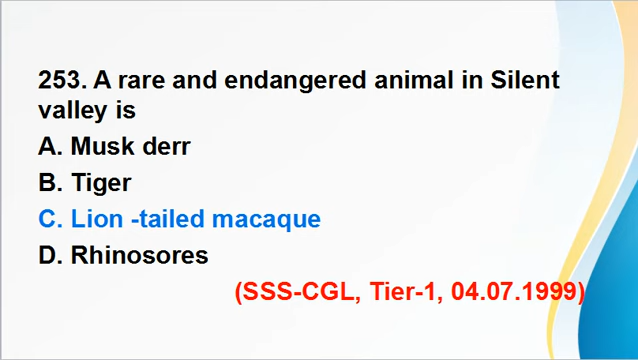 253. A rare and endangered animal in Silent
valley is
A. Musk derr
B. Tiger
C. Lion -tailed macaque
D. Rhinosores
(SSS-CGL, Tier-1, 04.07.1999)